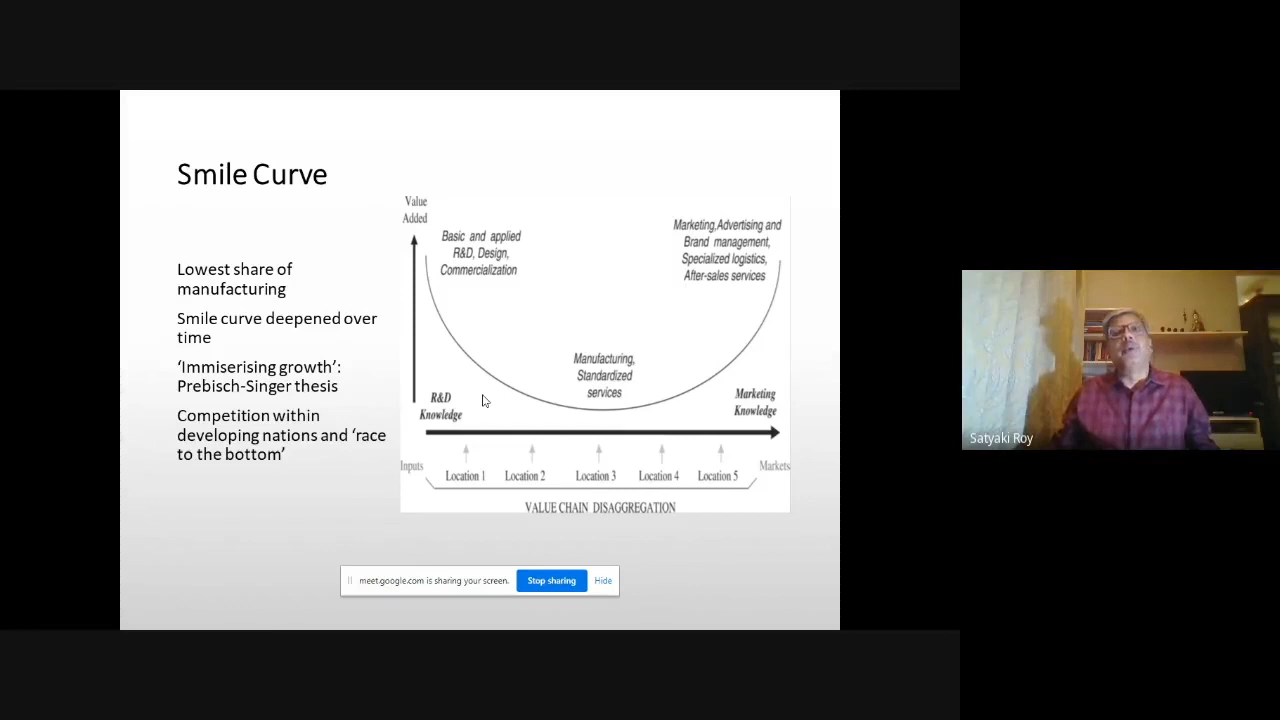 Smile Curve
Lowest share of
manufacturing
Smile curve deepened over
time
‘Immiserising growth’:
Prebisch-Singer thesis
Competition within
developing nations and ‘race
to the bottom’
Value
Added
Basic and applied
R&D, Design,
Commercialization
Marketing,Advertising and
Brand management,
Specialized logistics,
After-sales services
Manufacturing,
Standardized
services
R&D
Knowledge
Marketing
Knowledge
Inputs
Markets
Location 1
Location 2
Location 3
Location 4
Location 5
VALUE CHAIN DISAGGREGATION
meet.google.com is sharing your screen.
Stop sharing
Hide
Satyaki Roy